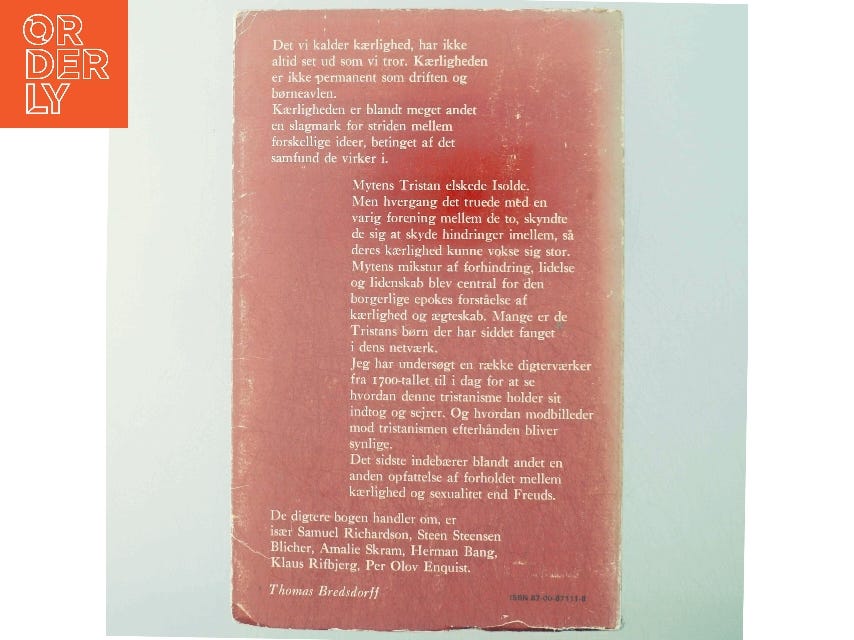 OR
DER
LY
Det vi kalder kærlighed, har ikke
altid set ud som vi tror. Kærligheden
er ikke permanent som driften og
børneavlen.
Kærligheden er blandt meget andet
en slagmark for striden mellem
forskellige ideer, betinget af det
samfund de virker i.
Mytens Tristan elskede Isolde.
Men hvergang det truede med en
varig forening mellem de to, skyndte
de sig at skyde hindringer imellem, så
deres kærlighed kunne vokse sig stor.
Mytens mikstur af forhindring, lidelse
og lidenskab blev central for den
borgerlige epokes forståelse af
kærlighed og ægteskab. Mange er de
Tristans børn der har siddet fanget
i dens netværk.
Jeg har undersøgt en række digterværker
fra 1700-tallet til i dag for at se
hvordan denne tristanisme holder sit
indtog og sejrer. Og hvordan modbilleder
mod tristanismen efterhånden bliver
synlige.
Det sidste indebærer blandt andet en
anden opfattelse af forholdet mellem
kærlighed og sexualitet end Freuds.
De digtere bogen handler om, er
især Samuel Richardson, Steen Steensen
Blicher, Amalie Skram, Herman Bang,
Klaus Rifbjerg, Per Olov Enquist.
Thomas Bredsdorff
ISBN 87-00-87111-8